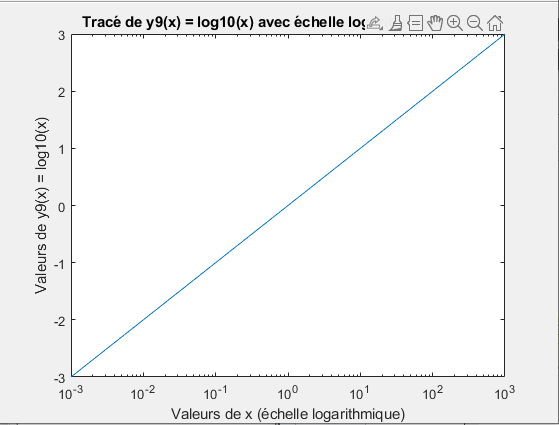 Tracé de y9(x) = log10(x) avec échelle
3
2
1
0
-1
-2
-3
Valeurs de y9(x) = log10(x)
10^-3 10^-2 10^-1 10^0 10^1 10^2 10^3
Valeurs de x (échelle logarithmique)